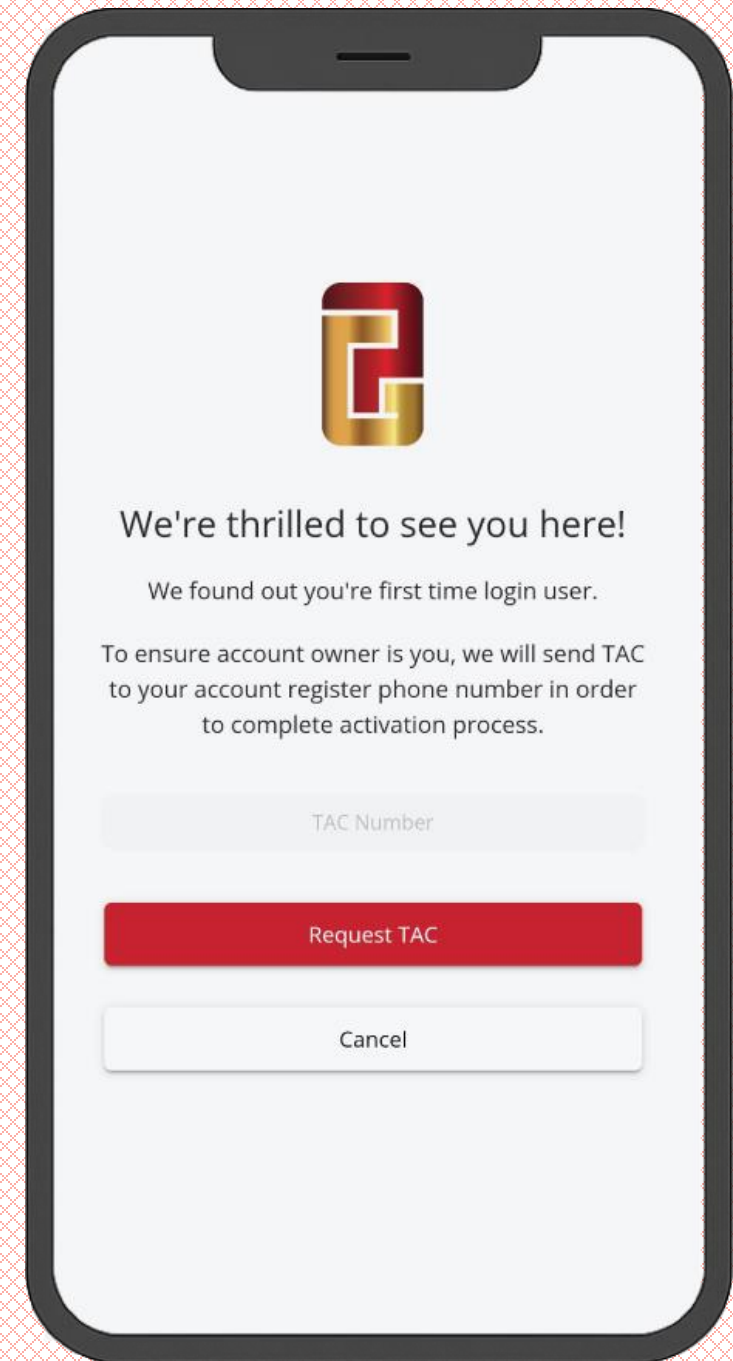 We're thrilled to see you here!
We found out you're first time login user.
To ensure account owner is you, we will send TAC
to your account register phone number in order
to complete activation process.
TAC Number
Request TAC
Cancel